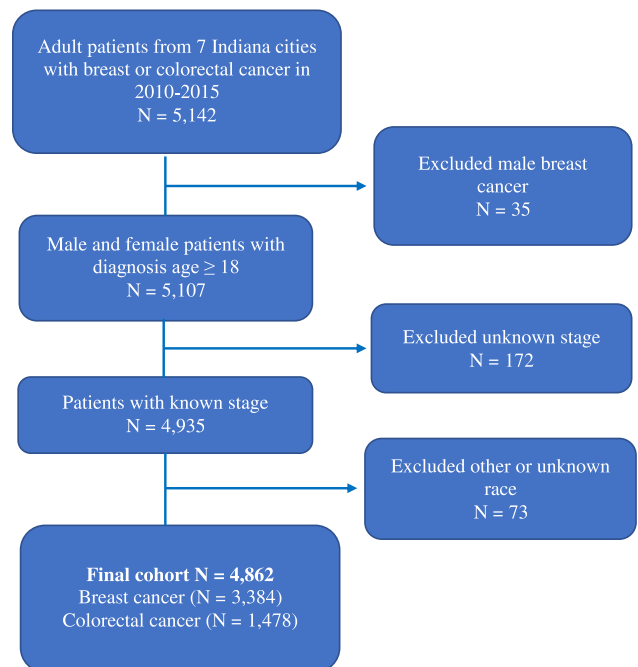 Adult patients from 7 Indiana cities
with breast or colorectal cancer in
2010-2015
N = 5,142
Excluded male breast
cancer
N = 35
Male and female patients with
diagnosis age ≥ 18
N = 5,107
Excluded unknown stage
N = 172
Patients with known stage
N = 4,935
Excluded other or unknown
race
N = 73
Final cohort N = 4,862
Breast cancer (N = 3,384)
Colorectal cancer (N = 1,478)